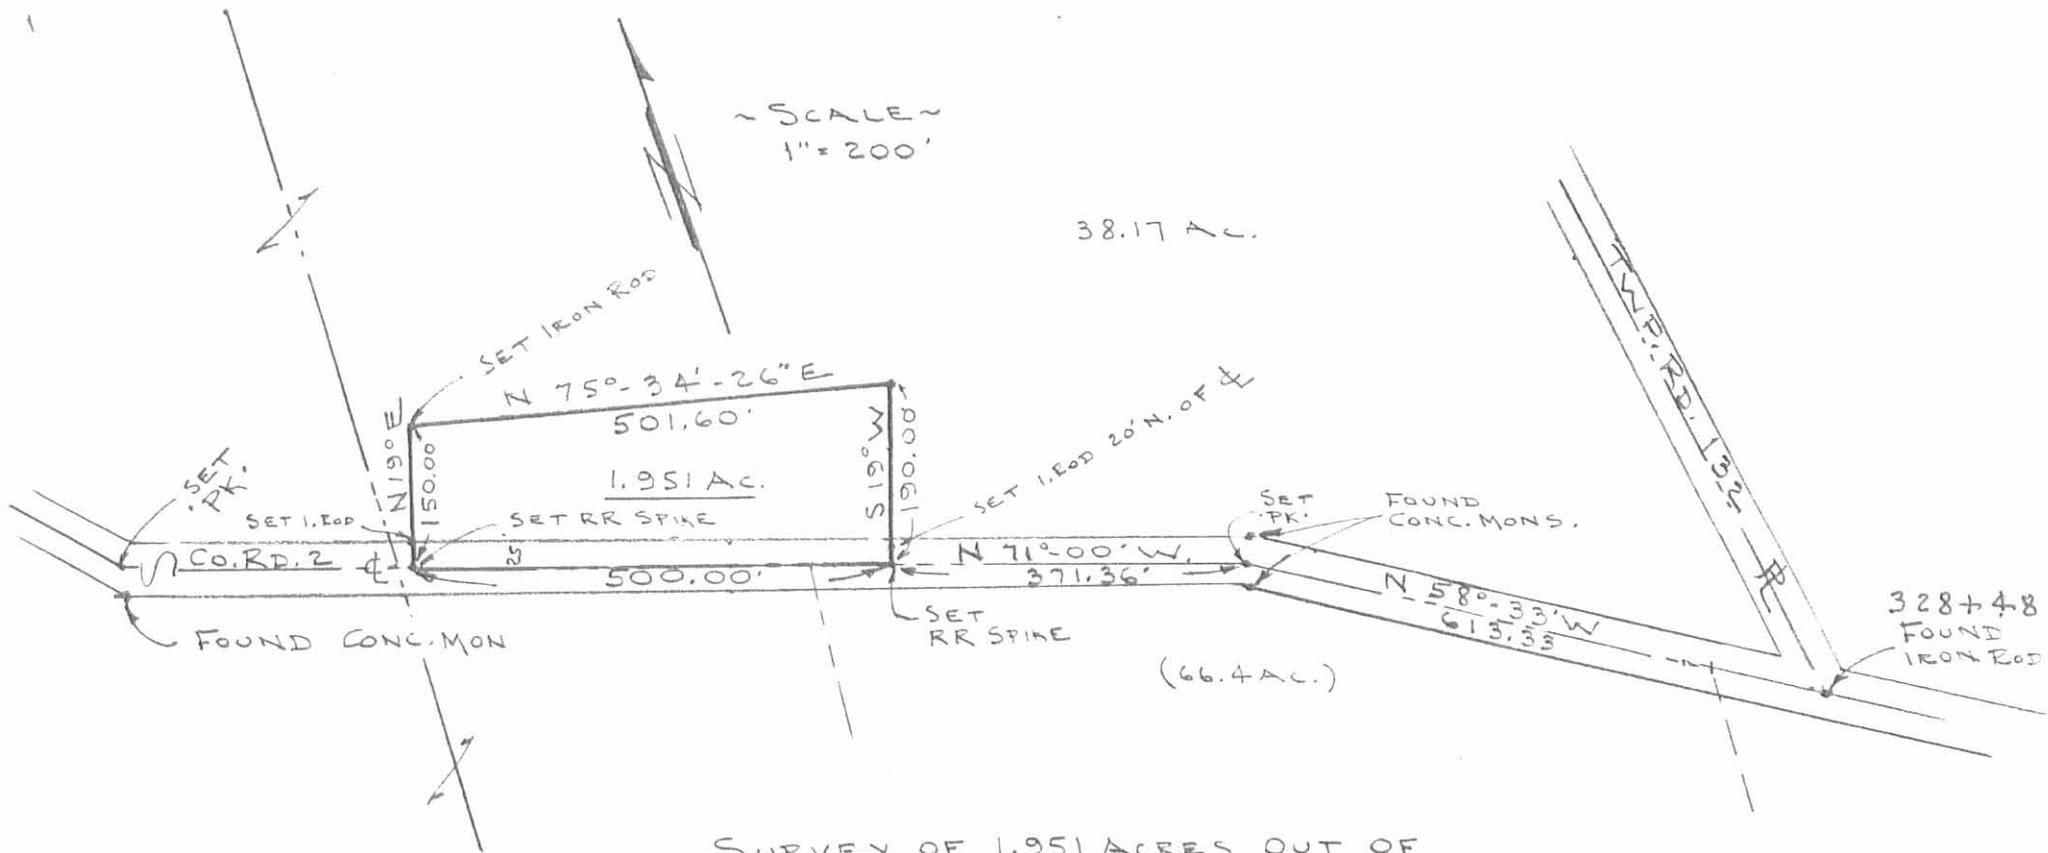 ~ SCALE ~
1" = 200'
38.17 AC.
TWP. RD. 132
SET IRON ROD
N 75°-34'-26" E
501.60'
N19°E
150.00
1.951 AC.
S 19° W
190.00
SET I. ROD 20' N. OF ℄
SET
PK.
SET I. ROD
SET RR SPIKE
25'
CO. RD. 2 ℄
500.00'
N 71°-00' W.
371.36'
SET
PK.
FOUND
CONC. MONS.
N 58°-33' W
613.33
328+48
FOUND
IRON ROD
FOUND CONC. MON
SET
RR SPIKE
(66.4 AC.)
SURVEY OF 1.951 ACRES OUT OF